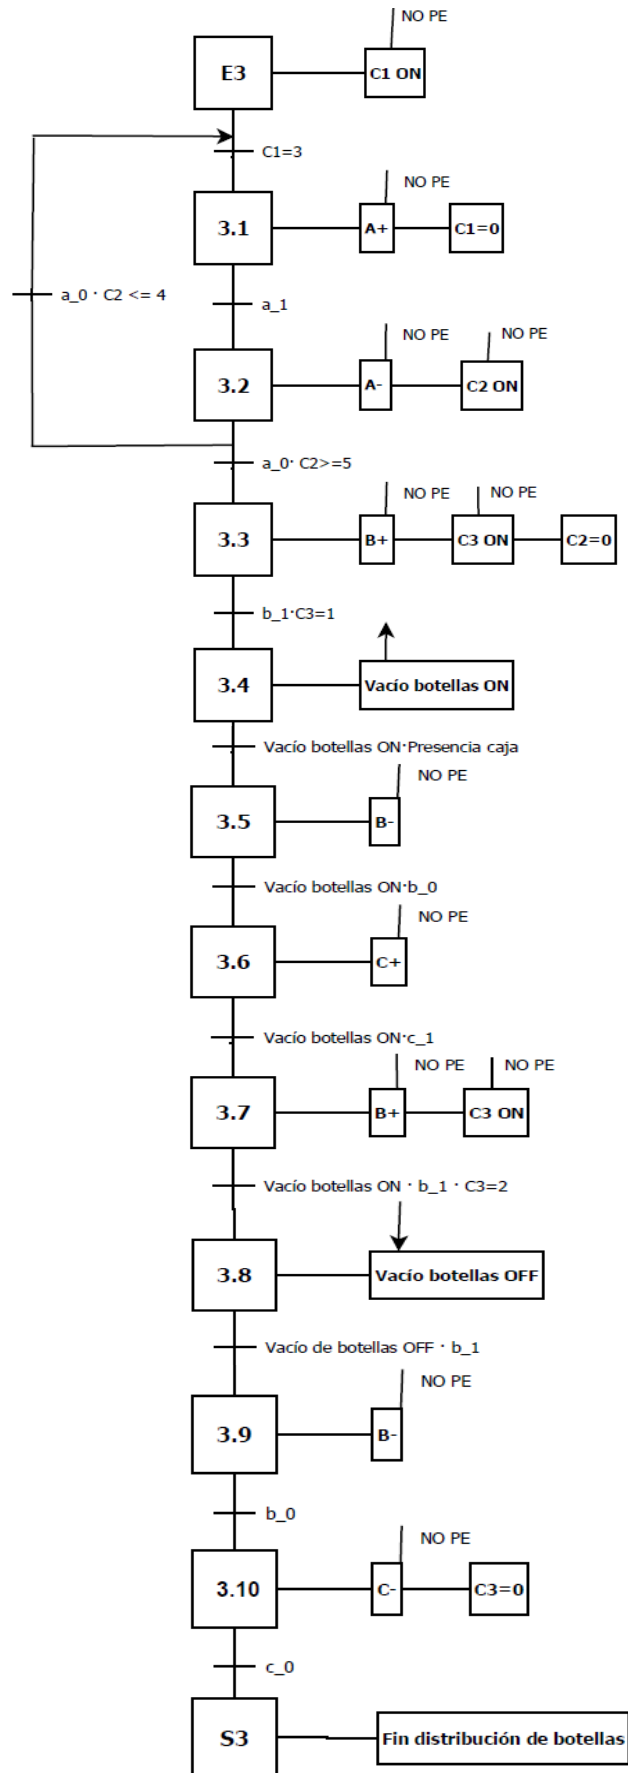 NO PE
E3
C1 ON
C1=3
NO PE
3.1
A+
C1=0
a_0 · C2 <= 4
a_1
NO PE
NO PE
3.2
A-
C2 ON
a_0· C2>=5
NO PE
NO PE
3.3
B+
C3 ON
C2=0
b_1·C3=1
3.4
Vacío botellas ON
Vacío botellas ON·Presencia caja
NO PE
3.5
B-
Vacío botellas ON·b_0
NO PE
3.6
C+
Vacío botellas ON·c_1
NO PE
NO PE
3.7
B+
C3 ON
Vacío botellas ON · b_1 · C3=2
3.8
Vacío botellas OFF
Vacío de botellas OFF · b_1
NO PE
3.9
B-
b_0
NO PE
3.10
C-
C3=0
c_0
S3
Fin distribución de botellas